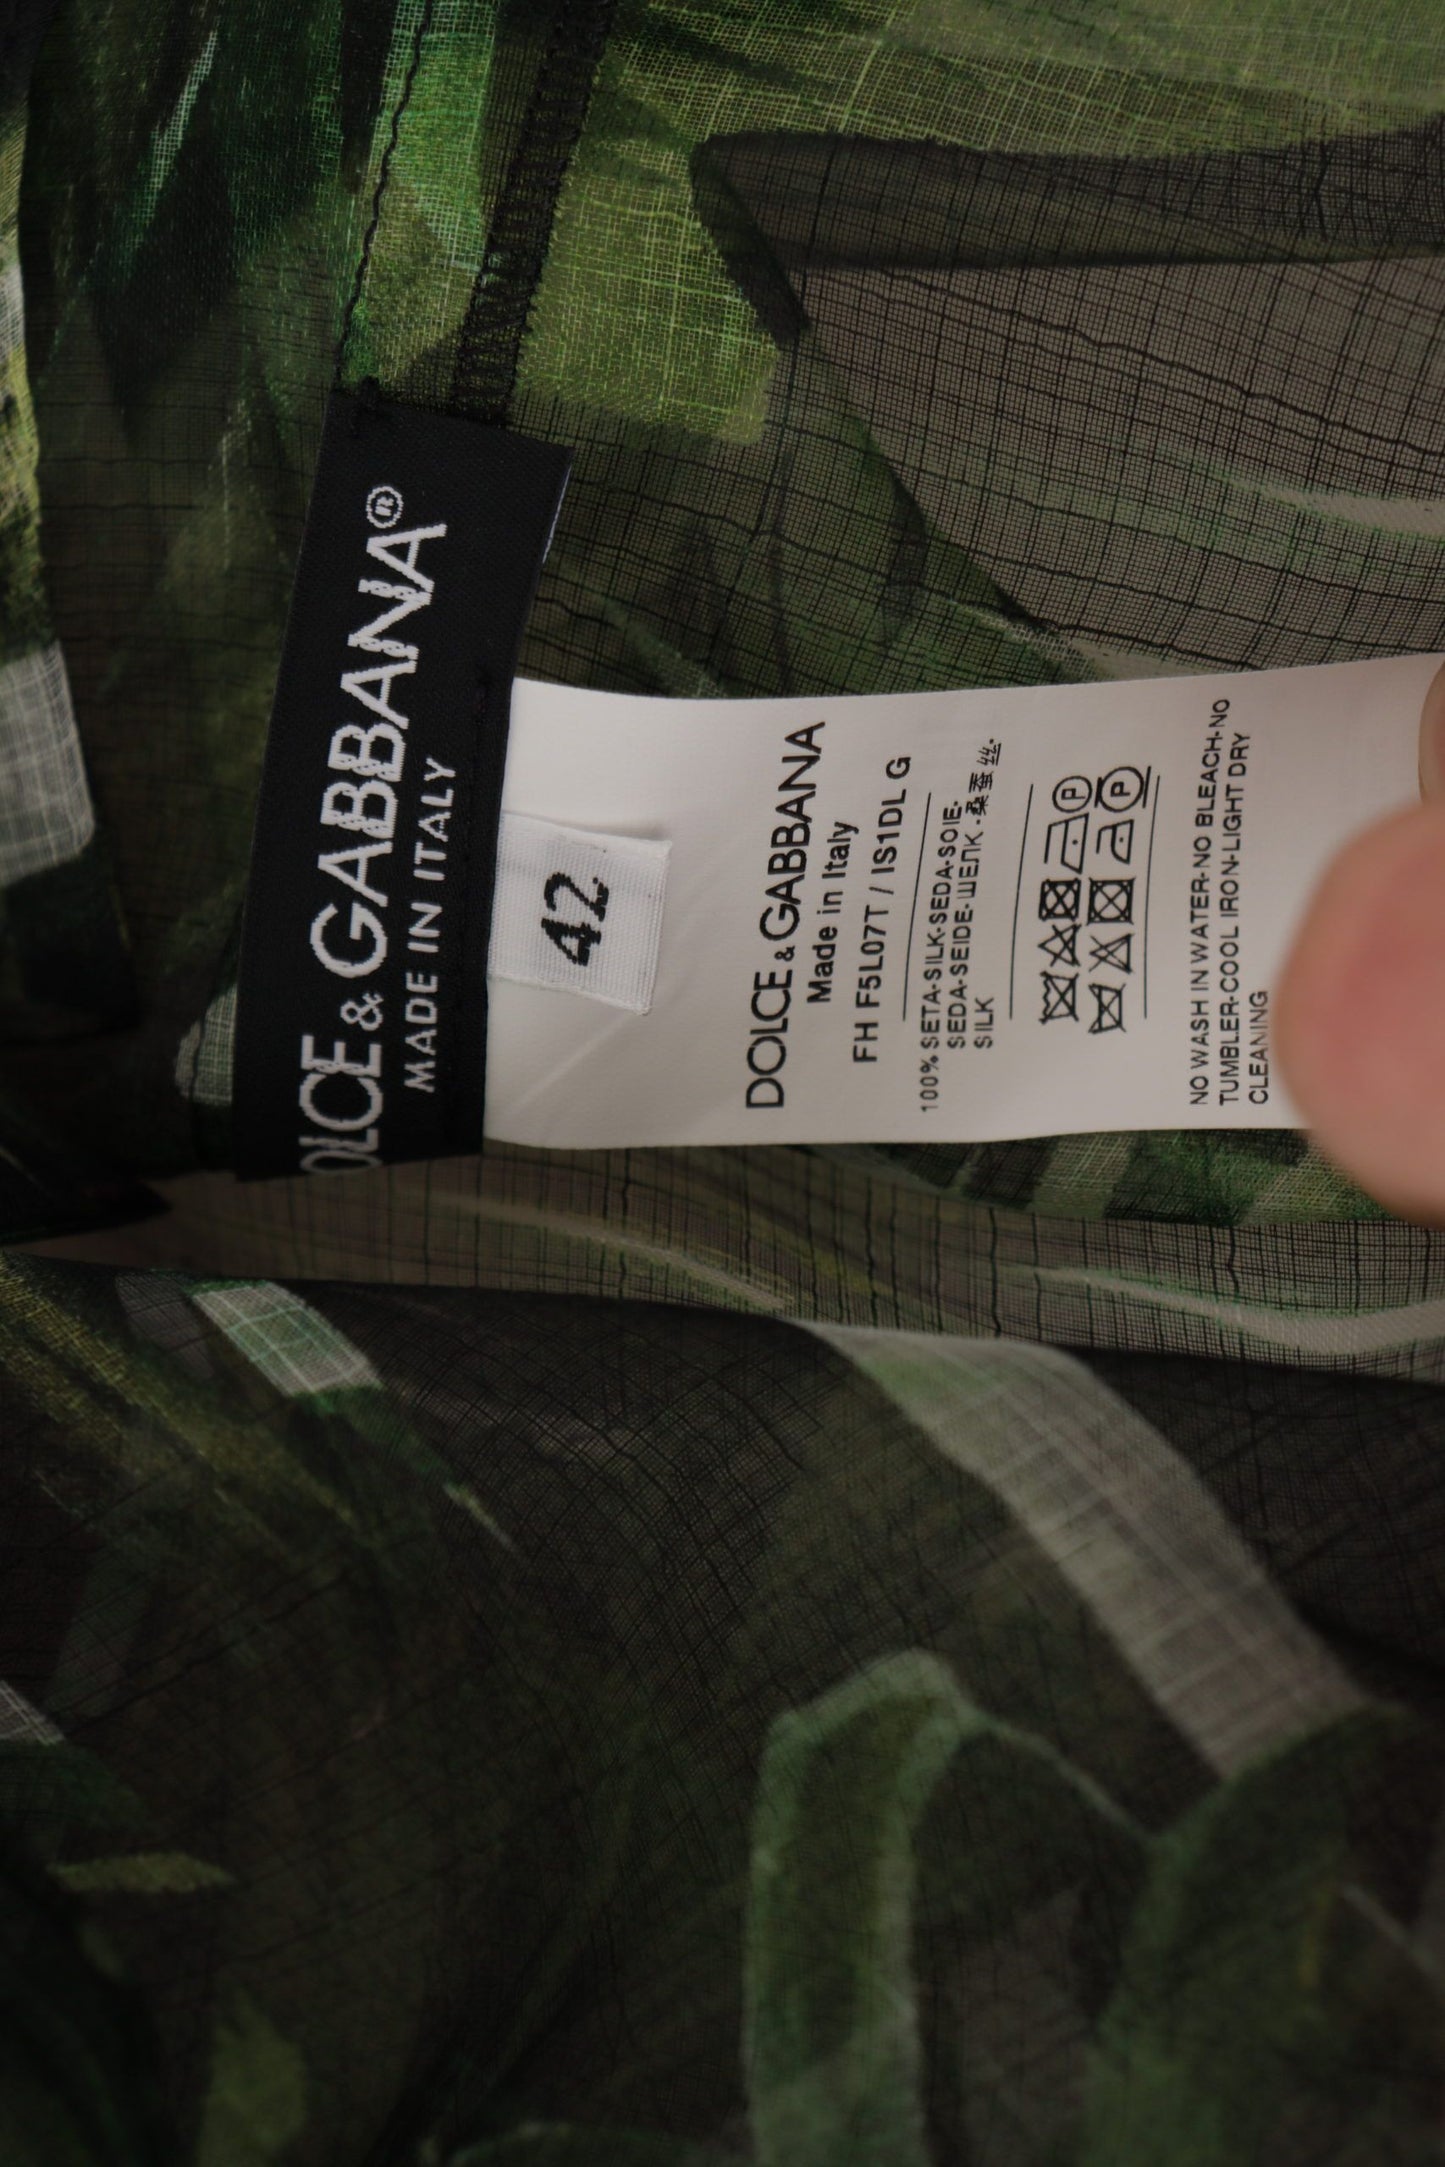 DOLCE & GABBANA®
MADE IN ITALY
42
DOLCE & GABBANA
Made in Italy
FH F5L07T / IS1DL G
100% SETA-SILK-SEDA-SOIE-
SEDA-SEIDE-ШЕЛК-桑蚕丝-
SILK
P
P
NO WASH IN WATER-NO BLEACH-NO
TUMBLER-COOL IRON-LIGHT DRY
CLEANING